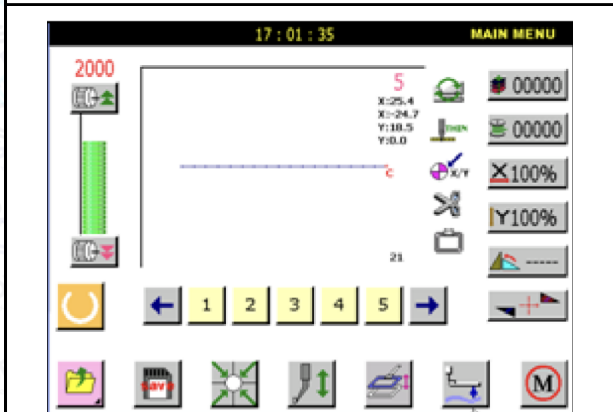 17 : 01 : 35
MAIN MENU
2000
5
X:25.4
X:-24.7
Y:18.5
Y:0.0
THEN
X/Y
C
21
00000
00000
X100%
Y100%
-----
1 2 3 4 5
save
M